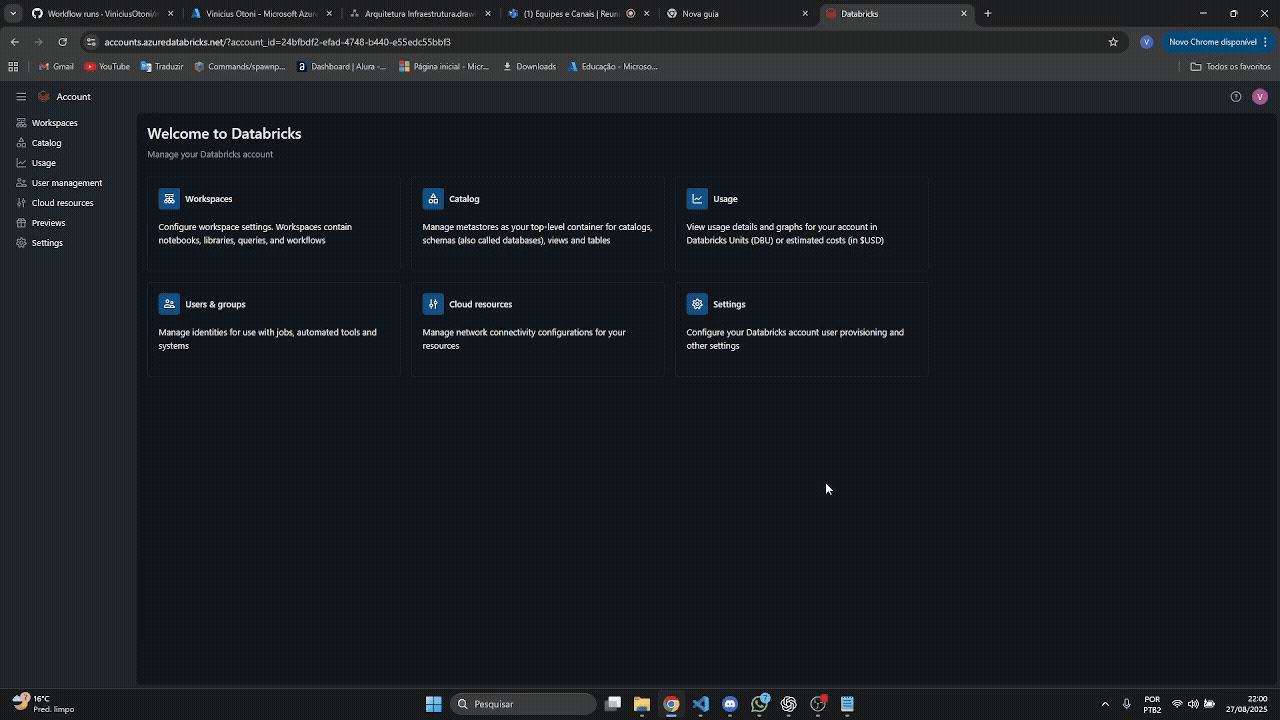 Workflow runs · ViniciusOtoni/r
Vinicius Otoni - Microsoft Azure
Arquitetura Infraestrutura.draw
(1) Equipes e Canais | Reuni
Nova guia
Databricks
accounts.azuredatabricks.net/?account_id=24bfbdf2-efad-4748-b440-e55edc55bbf3
V
Novo Chrome disponível
Gmail
YouTube
Traduzir
Commands/spawnp...
a
Dashboard | Alura -...
Página inicial - Micr...
Downloads
Educação - Microso...
Todos os favoritos
Account
V
Workspaces
Catalog
Usage
User management
Cloud resources
Previews
Settings
Welcome to Databricks
Manage your Databricks account
Workspaces
Configure workspace settings. Workspaces contain
notebooks, libraries, queries, and workflows
Catalog
Manage metastores as your top-level container for catalogs,
schemas (also called databases), views and tables
Usage
View usage details and graphs for your account in
Databricks Units (DBU) or estimated costs (in $USD)
Users & groups
Manage identities for use with jobs, automated tools and
systems
Cloud resources
Manage network connectivity configurations for your
resources
Settings
Configure your Databricks account user provisioning and
other settings
7
16°C
Pred. limpo
Pesquisar
7
POR
PTB2
22:00
27/08/2025